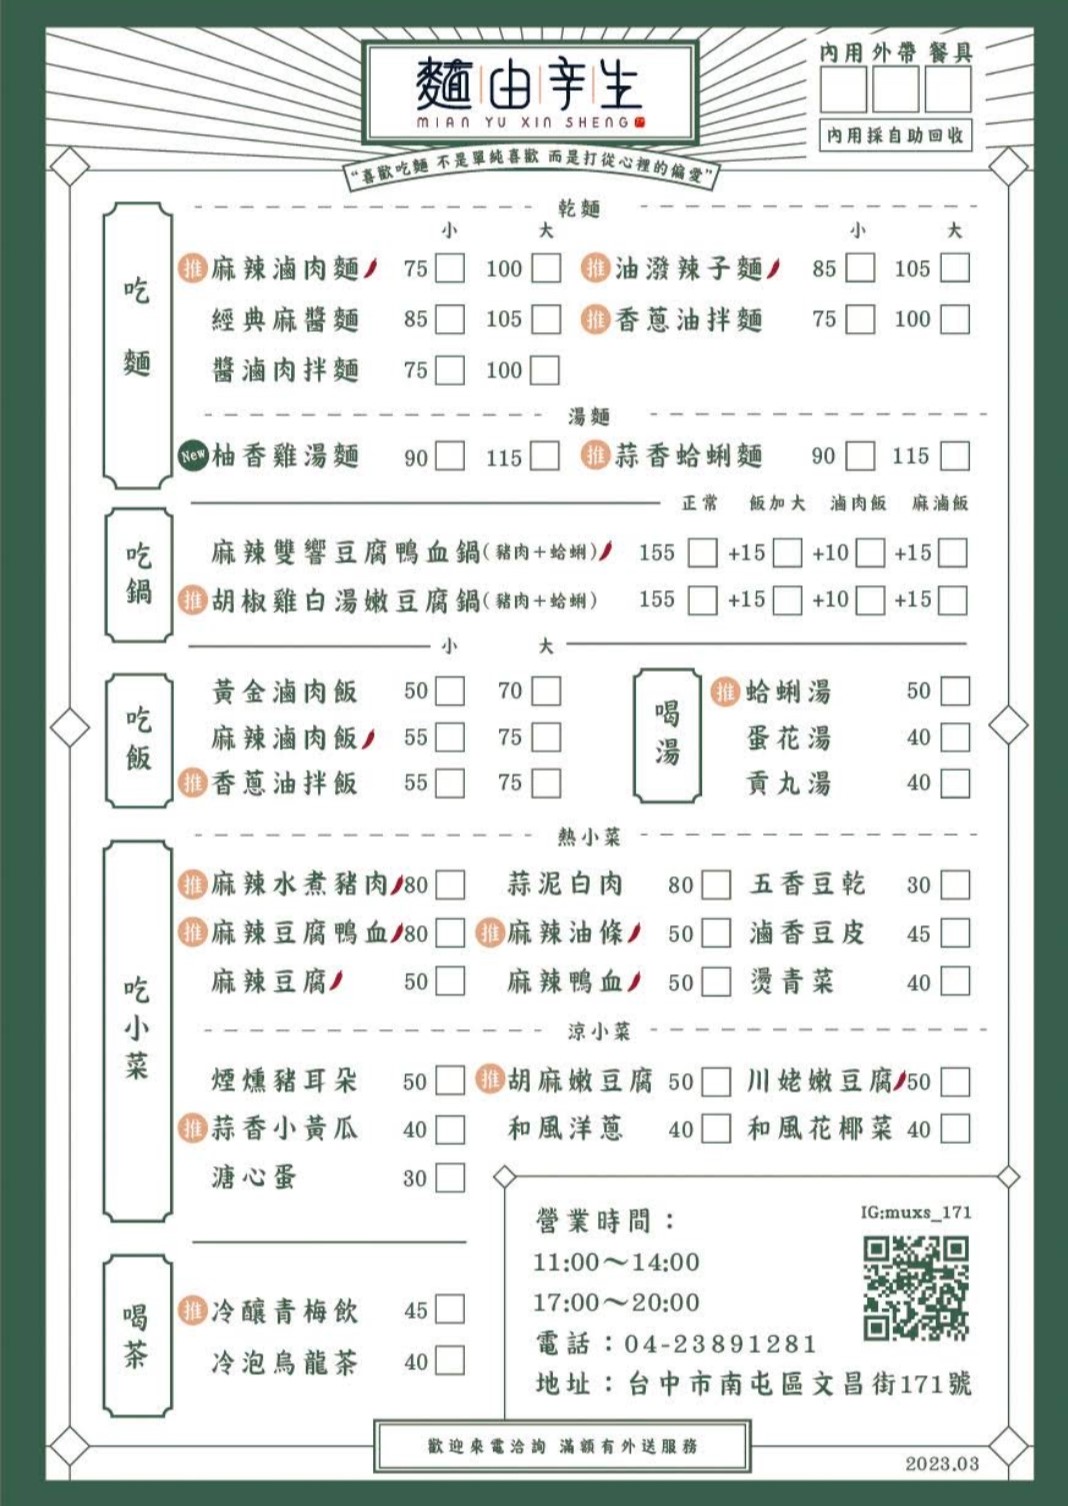 麵由辛生
MIAN YU XIN SHENG
內用 外帶 餐具
內用採自助回收
“喜歡吃麵 不是單純喜歡 而是打從心裡的偏愛”
吃麵
乾麵
小 大 小 大
推 麻辣滷肉麵 75 100 推 油潑辣子麵 85 105
經典麻醬麵 85 105 推 香蔥油拌麵 75 100
醬滷肉拌麵 75 100
湯麵
New 柚香雞湯麵 90 115 推 蒜香蛤蜊麵 90 115
吃鍋
正常 飯加大 滷肉飯 麻滷飯
麻辣雙響豆腐鴨血鍋(豬肉+蛤蜊) 155 +15 +10 +15
推 胡椒雞白湯嫩豆腐鍋(豬肉+蛤蜊) 155 +15 +10 +15
吃飯
小 大
黃金滷肉飯 50 70
麻辣滷肉飯 55 75
推 香蔥油拌飯 55 75
喝湯
推 蛤蜊湯 50
蛋花湯 40
貢丸湯 40
吃小菜
熱小菜
推 麻辣水煮豬肉 80 蒜泥白肉 80 五香豆乾 30
推 麻辣豆腐鴨血 80 推 麻辣油條 50 滷香豆皮 45
麻辣豆腐 50 麻辣鴨血 50 燙青菜 40
涼小菜
煙燻豬耳朵 50 推 胡麻嫩豆腐 50 川姥嫩豆腐 50
推 蒜香小黃瓜 40 和風洋蔥 40 和風花椰菜 40
溏心蛋 30
喝茶
推 冷釀青梅飲 45
冷泡烏龍茶 40
營業時間：
IG:muxs_171
11:00～14:00
17:00～20:00
電話：04-23891281
地址：台中市南屯區文昌街171號
歡迎來電洽詢 滿額有外送服務
2023.03